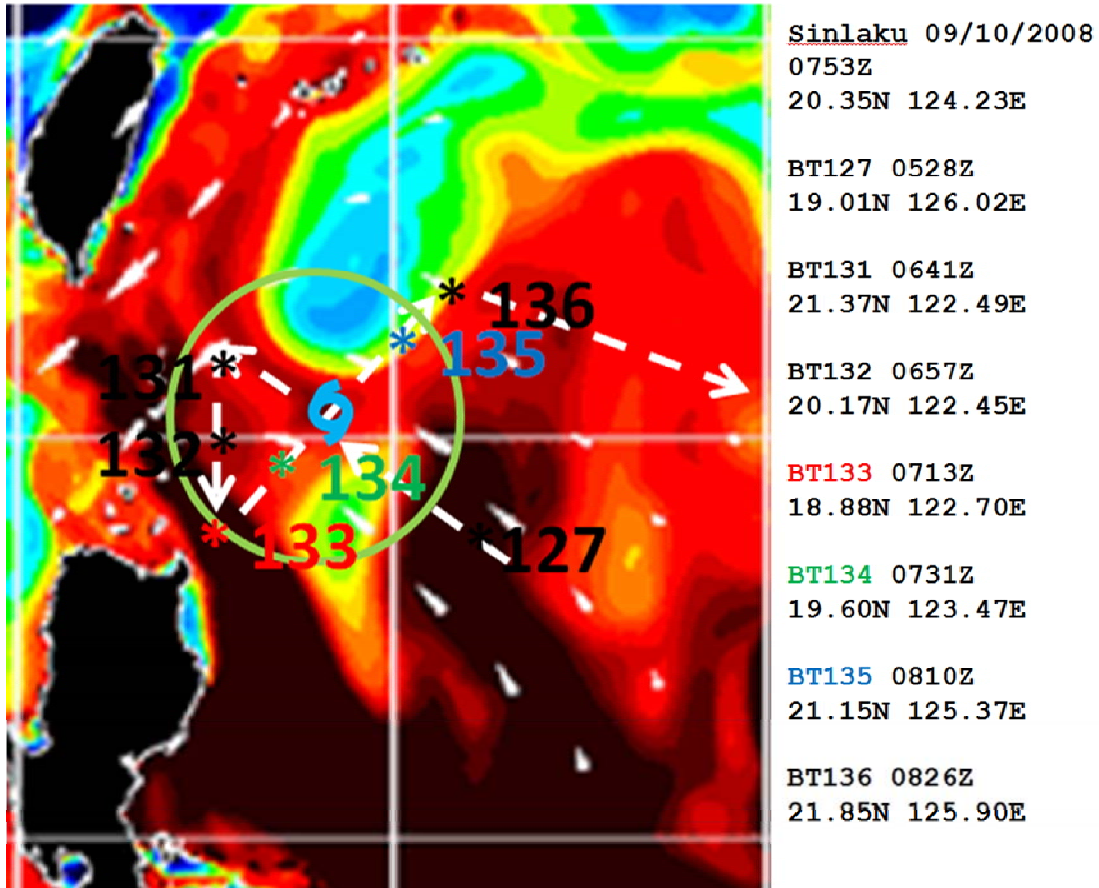 Sinlaku 09/10/2008
0753Z
20.35N 124.23E
BT127 0528Z
19.01N 126.02E
BT131 0641Z
21.37N 122.49E
BT132 0657Z
20.17N 122.45E
BT133 0713Z
18.88N 122.70E
BT134 0731Z
19.60N 123.47E
BT135 0810Z
21.15N 125.37E
BT136 0826Z
21.85N 125.90E
* 136
* 135
131*
132*
* 134
* 133
*127